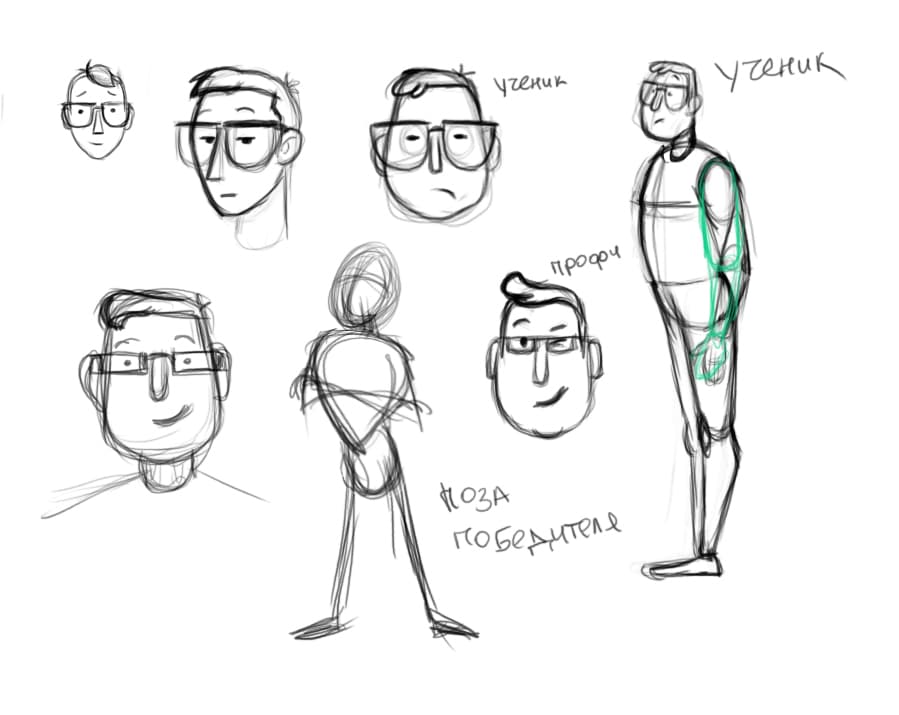 ученик
ученик
профи
поза
победителя